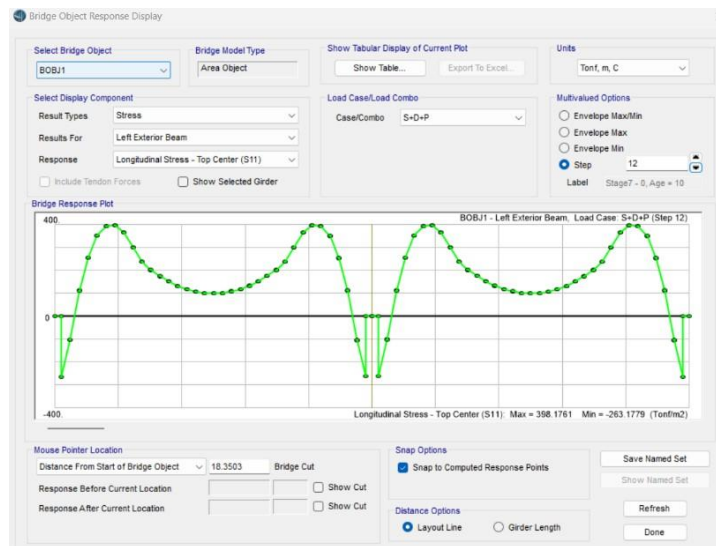 Bridge Object Response Display
Select Bridge Object
BOBJ1
Bridge Model Type
Area Object
Show Tabular Display of Current Plot
Show Table...
Export To Excel...
Units
Tonf, m, C
Select Display Component
Result Types
Stress
Results For
Left Exterior Beam
Response
Longitudinal Stress - Top Center (S11)
Include Tendon Forces
Show Selected Girder
Load Case/Load Combo
Case/Combo
S+D+P
Multivalued Options
Envelope Max/Min
Envelope Max
Envelope Min
Step
12
Label
Stage7 - 0, Age = 10
Bridge Response Plot
400.
BOBJ1 - Left Exterior Beam, Load Case: S+D+P (Step 12)
0
-400.
Longitudinal Stress - Top Center (S11): Max = 398.1761 Min = -263.1779 (Tonf/m2)
Mouse Pointer Location
Distance From Start of Bridge Object
18.3503
Bridge Cut
Response Before Current Location
Show Cut
Response After Current Location
Show Cut
Snap Options
Snap to Computed Response Points
Distance Options
Layout Line
Girder Length
Save Named Set
Show Named Set
Refresh
Done